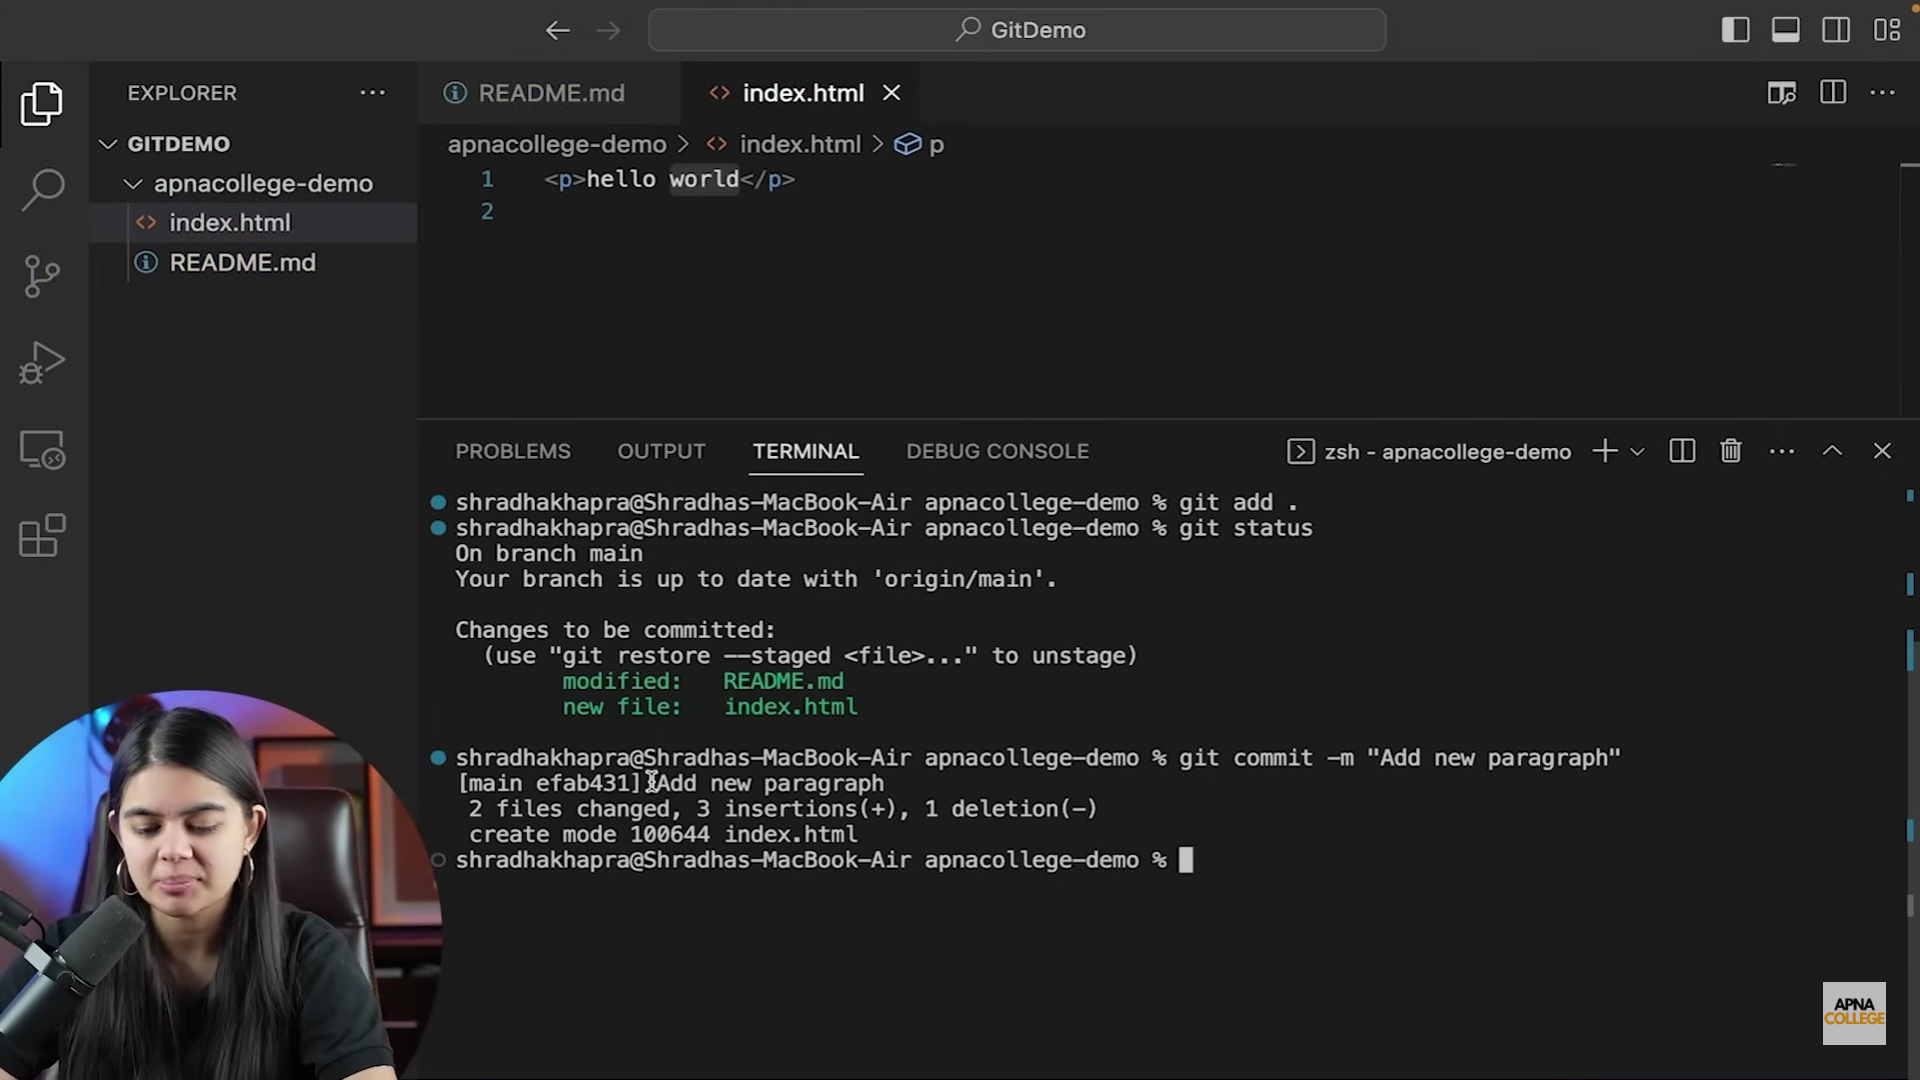 GitDemo
EXPLORER
README.md
index.html
GITDEMO
apnacollege-demo
index.html
README.md
apnacollege-demo > index.html > p
1 <p>hello world</p>
2
PROBLEMS OUTPUT TERMINAL DEBUG CONSOLE
zsh - apnacollege-demo
shradhakhapra@Shradhas-MacBook-Air apnacollege-demo % git add .
shradhakhapra@Shradhas-MacBook-Air apnacollege-demo % git status
On branch main
Your branch is up to date with 'origin/main'.
Changes to be committed:
(use "git restore --staged <file>..." to unstage)
modified: README.md
new file: index.html
shradhakhapra@Shradhas-MacBook-Air apnacollege-demo % git commit -m "Add new paragraph"
[main efab431] Add new paragraph
2 files changed, 3 insertions(+), 1 deletion(-)
create mode 100644 index.html
shradhakhapra@Shradhas-MacBook-Air apnacollege-demo %
APNA
COLLEGE